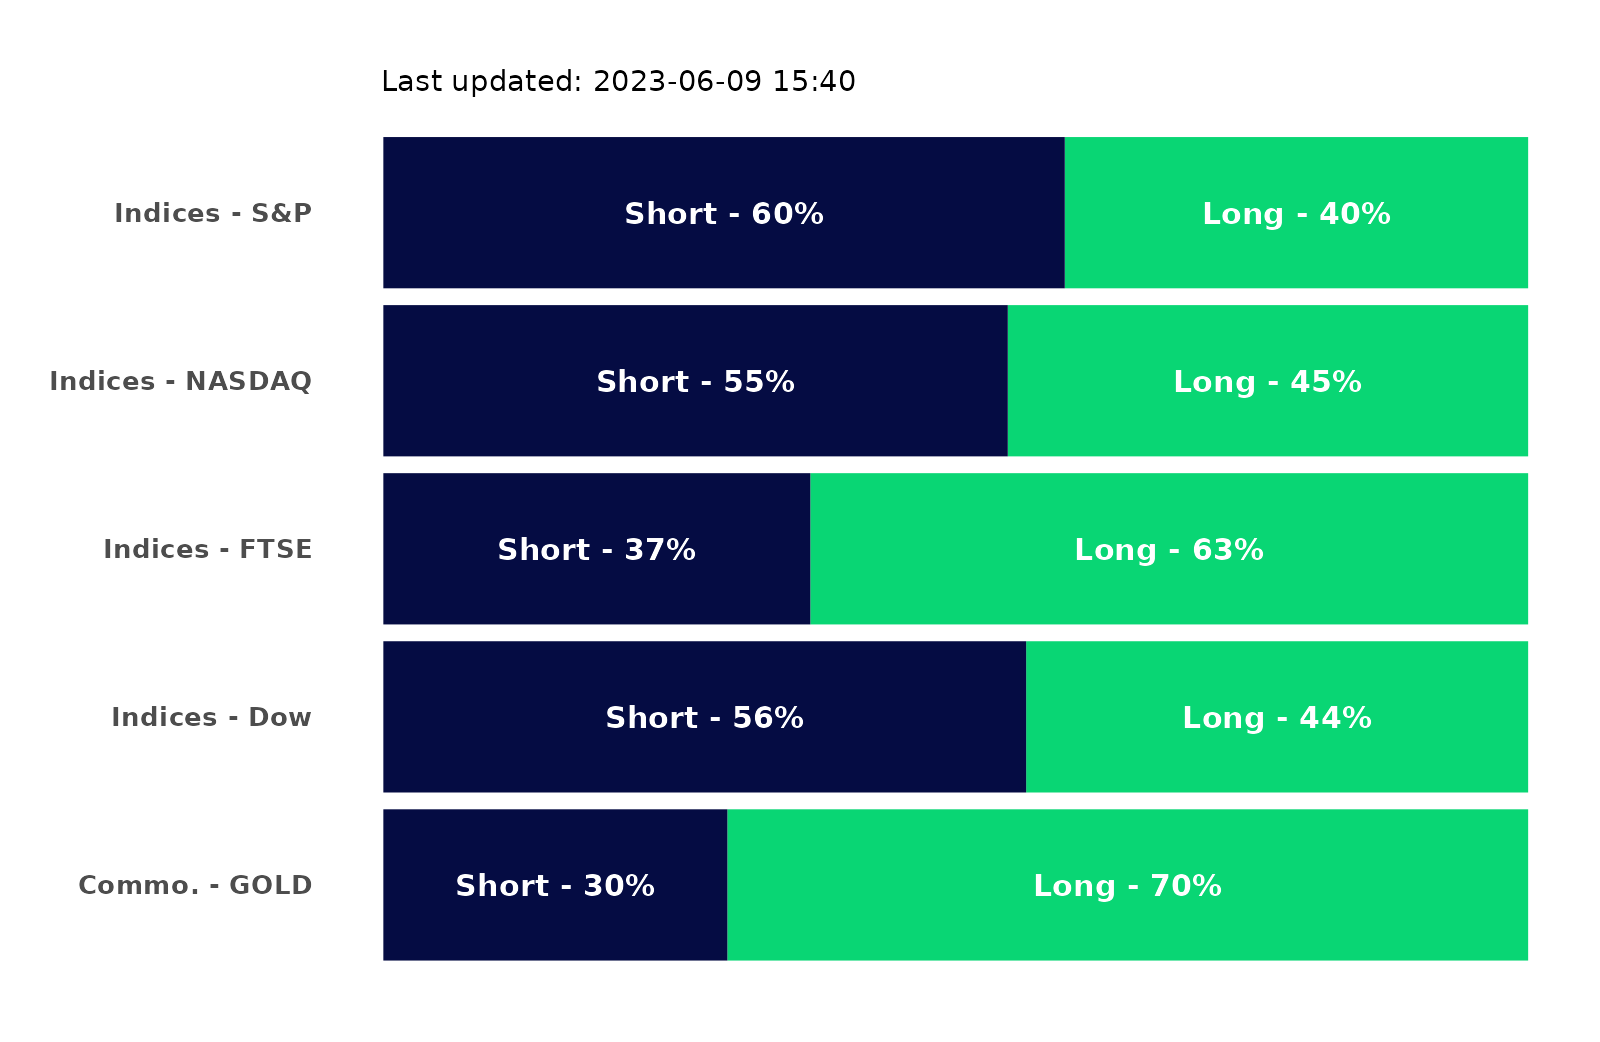 Last updated: 2023-06-09 15:40
Indices - S&P Short - 60% Long - 40%
Indices - NASDAQ Short - 55% Long - 45%
Indices - FTSE Short - 37% Long - 63%
Indices - Dow Short - 56% Long - 44%
Commo. - GOLD Short - 30% Long - 70%